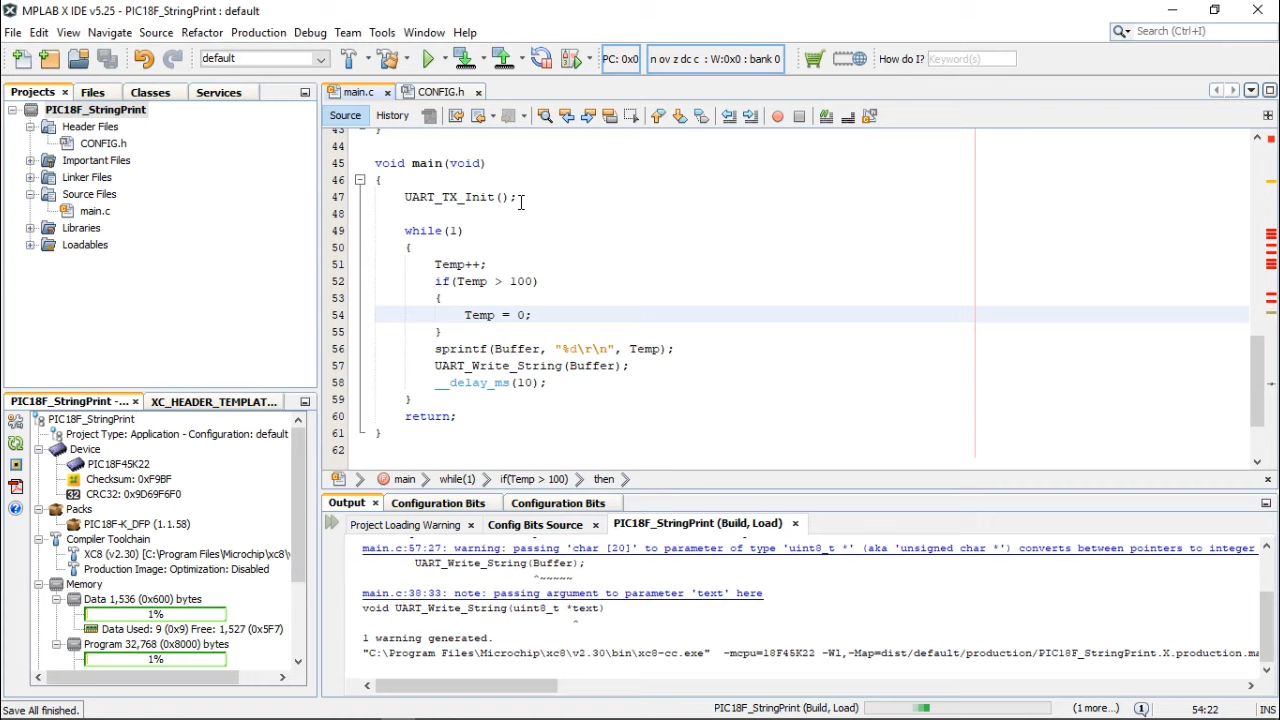 MPLAB X IDE v5.25 - PIC18F_StringPrint : default
File Edit View Navigate Source Refactor Production Debug Team Tools Window Help
Search (Ctrl+I)
default
PC: 0x0
n ov z dc c : W:0x0 : bank 0
How do I?
Keyword(s)
Projects Files Classes Services
PIC18F_StringPrint
Header Files
CONFIG.h
Important Files
Linker Files
Source Files
main.c
Libraries
Loadables
PIC18F_StringPrint -... XC_HEADER_TEMPLAT...
PIC18F_StringPrint
Project Type: Application - Configuration: default
Device
PIC18F45K22
Checksum: 0xF9BF
CRC32: 0x9D69F6F0
Packs
PIC18F-K_DFP (1.1.58)
Compiler Toolchain
XC8 (v2.30) [C:\Program Files\Microchip\xc8\v
Production Image: Optimization: Disabled
Memory
Data 1,536 (0x600) bytes
1%
Data Used: 9 (0x9) Free: 1,527 (0x5F7)
Program 32,768 (0x8000) bytes
1%
main.c CONFIG.h
Source History
43 }
44
45 void main(void)
46 {
47 UART_TX_Init();
48
49 while(1)
50 {
51 Temp++;
52 if(Temp > 100)
53 {
54 Temp = 0;
55 }
56 sprintf(Buffer, "%d\r\n", Temp);
57 UART_Write_String(Buffer);
58 __delay_ms(10);
59 }
60 return;
61 }
62
main while(1) if(Temp > 100) then
Output Configuration Bits Configuration Bits
Project Loading Warning Config Bits Source PIC18F_StringPrint (Build, Load)
main.c:57:27: warning: passing 'char [20]' to parameter of type 'uint8_t *' (aka 'unsigned char *') converts between pointers to integer
UART_Write_String(Buffer);
^~~~~~
main.c:38:33: note: passing argument to parameter 'text' here
void UART_Write_String(uint8_t *text)
^
1 warning generated.
"C:\Program Files\Microchip\xc8\v2.30\bin\xc8-cc.exe" -mcpu=18F45K22 -Wl,-Map=dist/default/production/PIC18F_StringPrint.X.production.ma
Save All finished.
PIC18F_StringPrint (Build, Load)
(1 more...)
54:22
INS